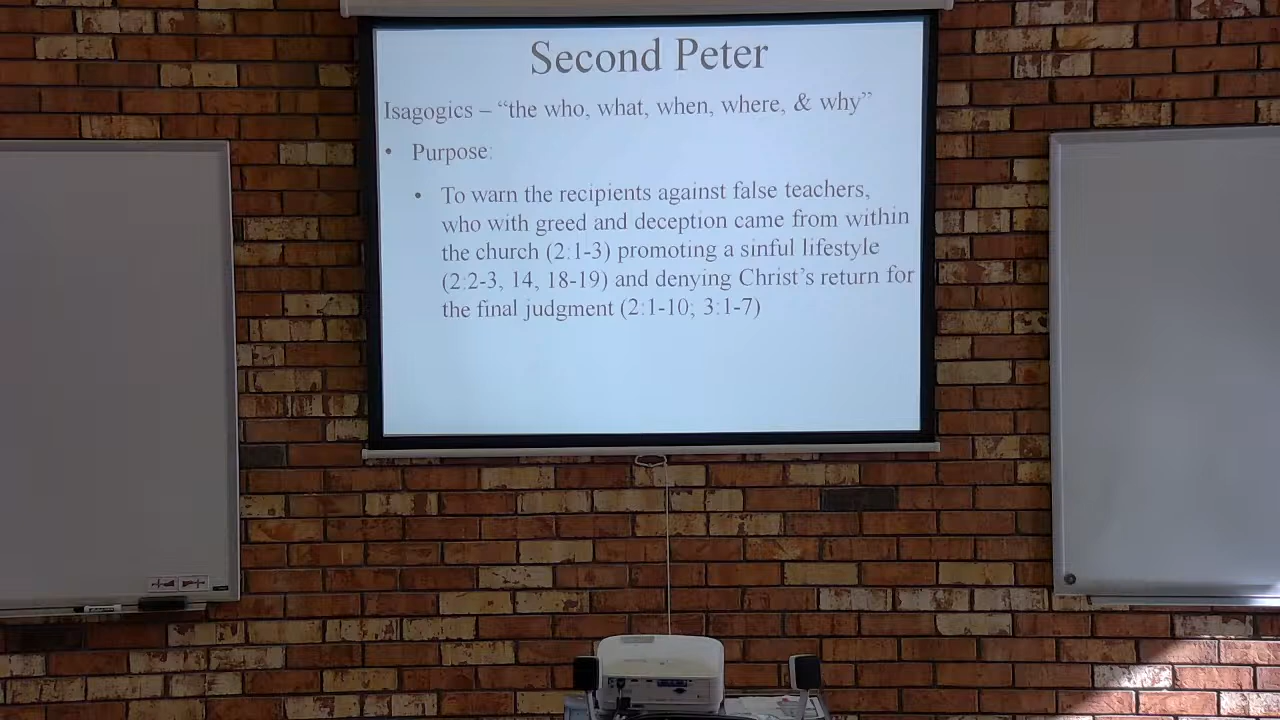 Second Peter
Isagogics – “the who, what, when, where, & why”
• Purpose:
• To warn the recipients against false teachers,
who with greed and deception came from within
the church (2:1-3) promoting a sinful lifestyle
(2:2-3, 14, 18-19) and denying Christ’s return for
the final judgment (2:1-10; 3:1-7)